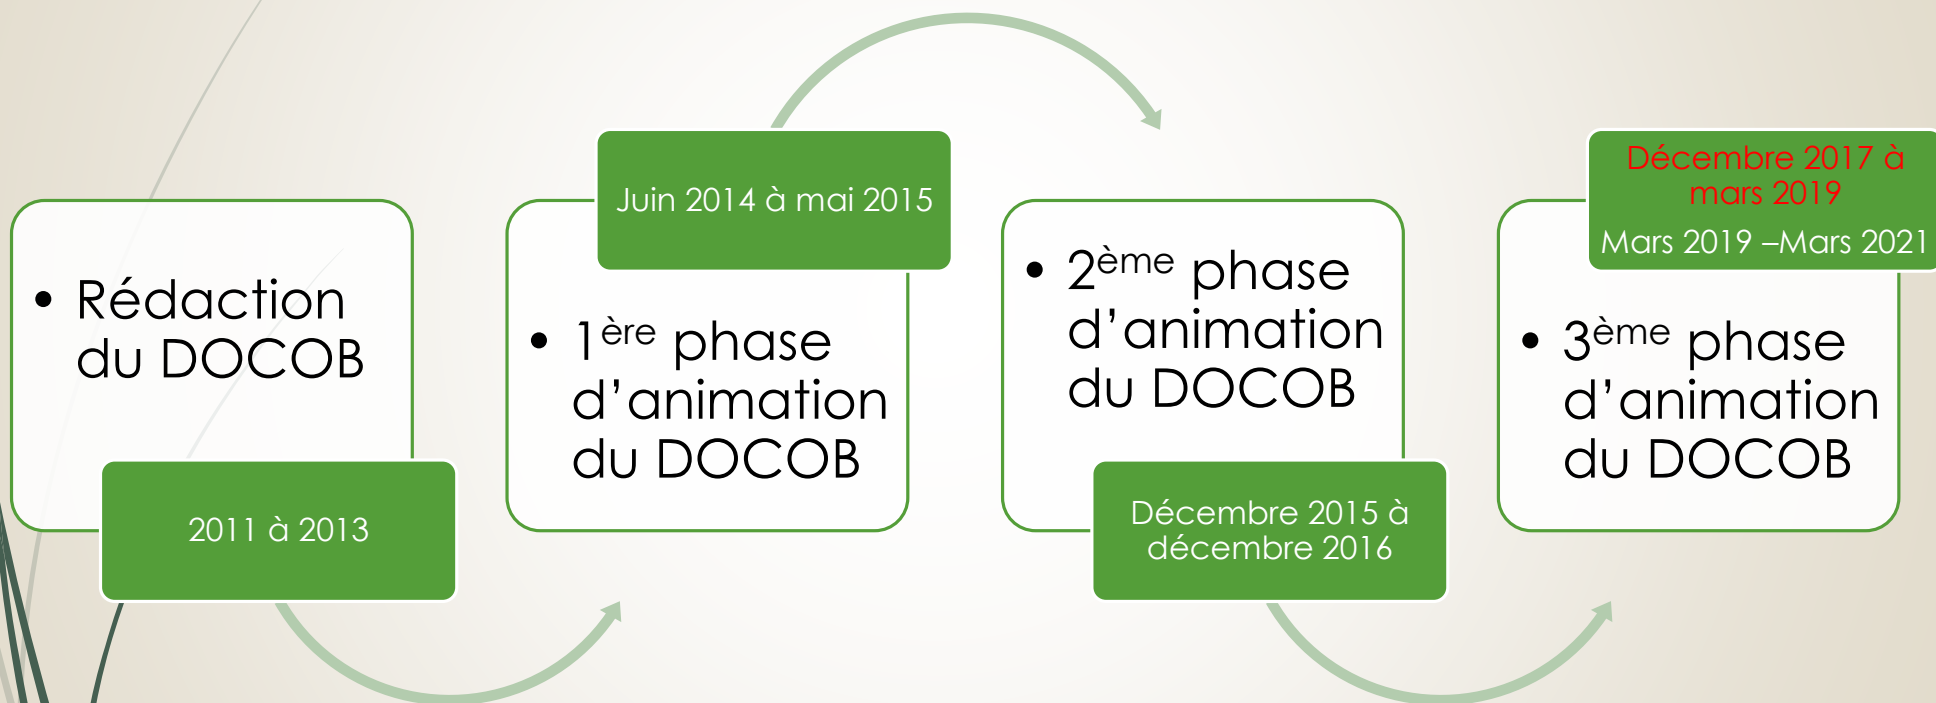 • Rédaction
du DOCOB
2011 à 2013
Juin 2014 à mai 2015
• 1ère phase
d’animation
du DOCOB
• 2ème phase
d’animation
du DOCOB
Décembre 2015 à
décembre 2016
Décembre 2017 à
mars 2019
Mars 2019 –Mars 2021
• 3ème phase
d’animation
du DOCOB